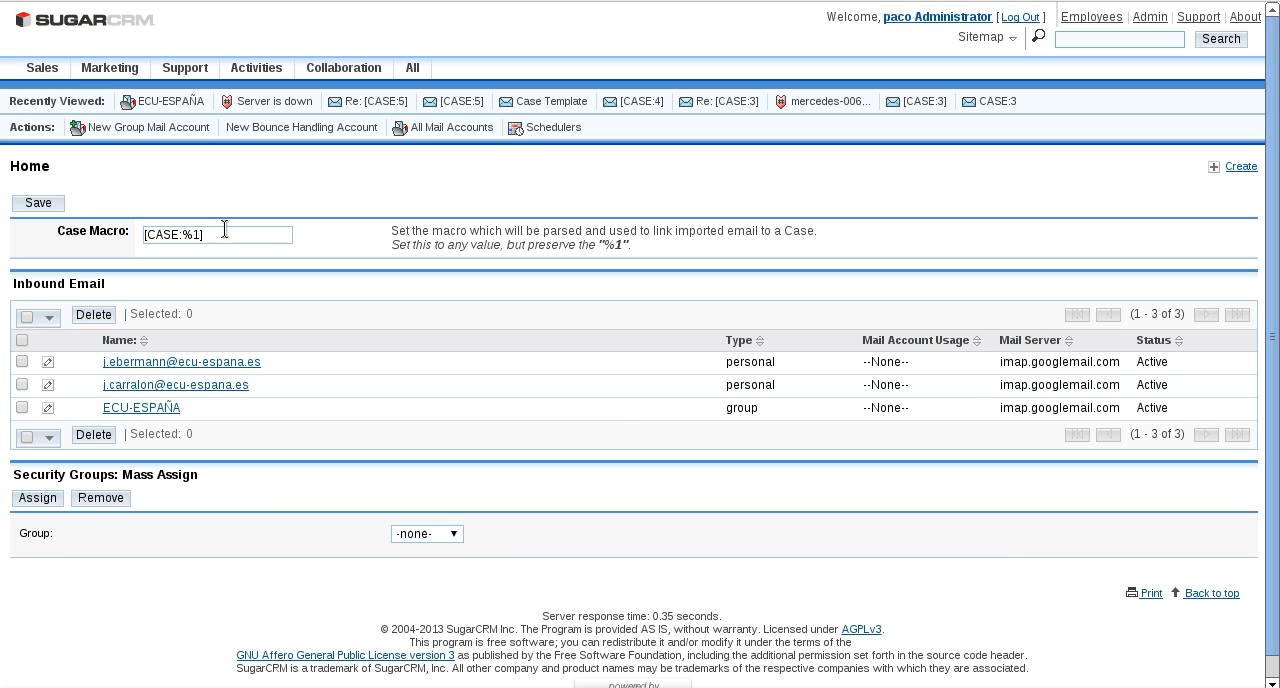 SUGARCRM
Welcome, paco Administrator [ Log Out ] Employees | Admin | Support | About
Sitemap Search
Sales Marketing Support Activities Collaboration All
Recently Viewed: ECU-ESPAÑA Server is down Re: [CASE:5] [CASE:5] Case Template [CASE:4] Re: [CASE:3] mercedes-006... [CASE:3] CASE:3
Actions: New Group Mail Account New Bounce Handling Account All Mail Accounts Schedulers
Home
Create
Save
Case Macro: [CASE:%1] Set the macro which will be parsed and used to link imported email to a Case.
Set this to any value, but preserve the "%1".
Inbound Email
Delete | Selected: 0 (1 - 3 of 3)
Name: Type Mail Account Usage Mail Server Status
j.ebermann@ecu-espana.es personal --None-- imap.googlemail.com Active
j.carralon@ecu-espana.es personal --None-- imap.googlemail.com Active
ECU-ESPAÑA group --None-- imap.googlemail.com Active
Delete | Selected: 0 (1 - 3 of 3)
Security Groups: Mass Assign
Assign Remove
Group: -none-
Print Back to top
Server response time: 0.35 seconds.
© 2004-2013 SugarCRM Inc. The Program is provided AS IS, without warranty. Licensed under AGPLv3.
This program is free software; you can redistribute it and/or modify it under the terms of the
GNU Affero General Public License version 3 as published by the Free Software Foundation, including the additional permission set forth in the source code header.
SugarCRM is a trademark of SugarCRM, Inc. All other company and product names may be trademarks of the respective companies with which they are associated.
powered by